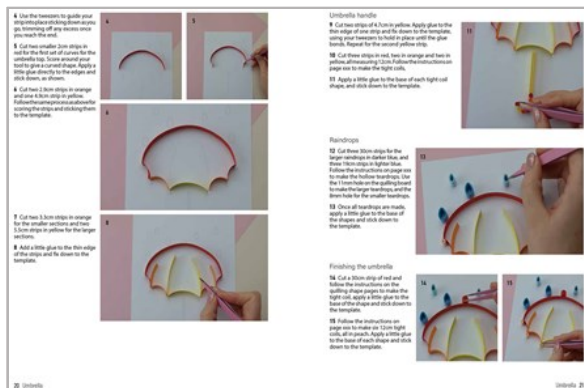 4 Use the tweezers to guide your
strip into place sticking down as you
go, trimming off any excess once
you reach the end.
5 Cut two smaller 2cm strips in
red for the first set of curves for the
umbrella top. Score around your
tool to give a curved shape. Apply a
little glue directly to the edges and
stick down, as shown.
6 Cut two 2.9cm strips in orange
and one 4.9cm strip in yellow.
Follow the same process as above for
scoring the strips and sticking them
to the template.
7 Cut two 3.3cm strips in orange
for the smaller sections and two
5.5cm strips in yellow for the larger
sections.
8 Add a little glue to the thin edge
of the strips and fix down to the
template.
4
5
6
8
20 Umbrella
Umbrella handle
9 Cut two strips of 4.7cm in yellow. Apply glue to the
thin edge of one strip and fix down to the template,
using your tweezers to hold in place until the glue
bonds. Repeat for the second yellow strip.
10 Cut three strips in red, two in orange and two in
yellow, all measuring 12cm. Follow the instructions on
page xxx to make the tight coils.
11 Apply a little glue to the base of each tight coil
shape, and stick down to the template.
11
Raindrops
12 Cut three 30cm strips for the
larger raindrops in darker blue, and
three 19cm strips in lighter blue.
Follow the instructions on page xxx
to make the hollow teardrops. Use
the 11mm hole on the quilling board
to make the larger teardrops, and the
8mm hole for the smaller teardrops.
13 Once all teardrops are made,
apply a little glue to the base of the
shapes and stick down to
the template.
13
Finishing the umbrella
14 Cut a 30cm strip of red and
follow the instructions on the
quilling shape pages to make the
tight coil, apply a little glue to the
base of the shape and stick down to
the template.
15 Follow the instructions on
page xxx to make six 12cm tight
coils, all in peach. Apply a little glue
to the base of each shape and stick
down to the template.
14
15
Umbrella 21